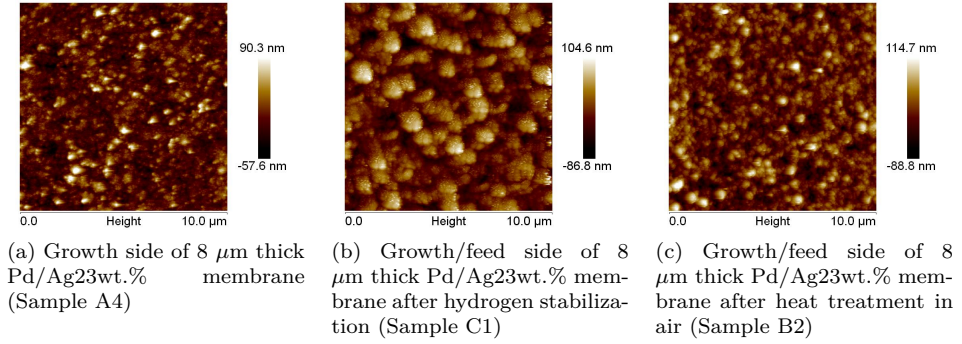 90.3 nm
-57.6 nm
0.0 Height 10.0 µm
104.6 nm
-86.8 nm
0.0 Height 10.0 µm
114.7 nm
-88.8 nm
0.0 Height 10.0 µm
(a) Growth side of 8 µm thick
Pd/Ag23wt.% membrane
(Sample A4)
(b) Growth/feed side of 8
µm thick Pd/Ag23wt.% mem-
brane after hydrogen stabiliza-
tion (Sample C1)
(c) Growth/feed side of 8
µm thick Pd/Ag23wt.% mem-
brane after heat treatment in
air (Sample B2)